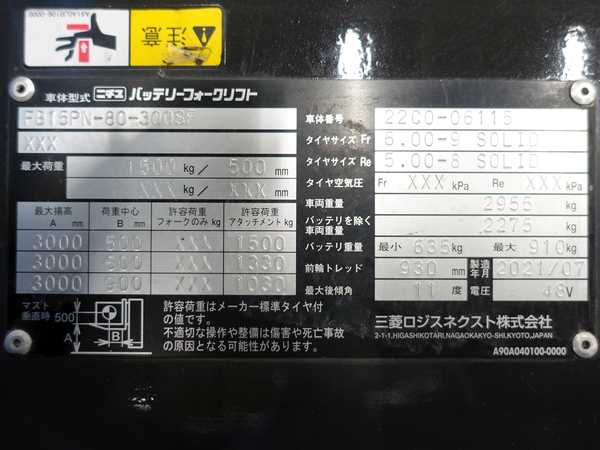 A91A0J0106-0000
注意
車体型式 ニチユ バッテリーフォークリフト
FB15PN-80-300SF
XXX
最大荷重 1500 kg / 500 mm
XXX kg / XXX mm
最大揚高 A mm 荷重中心 B mm 許容荷重 フォークのみ kg 許容荷重 アタッチメント kg
3000 500 XXX 1500
3000 600 XXX 1330
3000 900 XXX 1030
マスト垂直時 500 A B
許容荷重はメーカー標準タイヤ付
の値です。
不適切な操作や整備は傷害や死亡事故
の原因となる可能性があります。
車体番号 22C0-06115
タイヤサイズ Fr 6.00-9 SOLID
タイヤサイズ Re 5.00-8 SOLID
タイヤ空気圧 Fr XXX kPa Re XXX kPa
車両重量 2955 kg
バッテリを除く車両重量 2275 kg
バッテリ重量 最小 635 kg 最大 910 kg
前輪トレッド 930 mm 製造年月 2021/07
最大後傾角 11 度 電圧 48 V
三菱ロジスネクスト株式会社
2-1-1,HIGASHIKOTARI,NAGAOKAKYO-SHI,KYOTO,JAPAN
A90A040100-0000